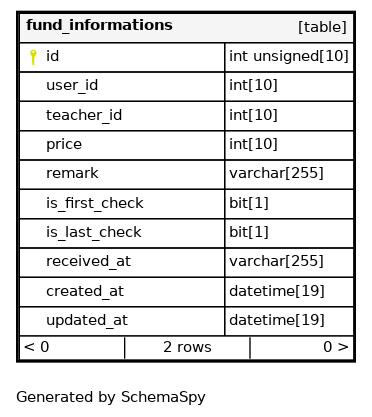 fund_informations [table]
id int unsigned[10]
user_id int[10]
teacher_id int[10]
price int[10]
remark varchar[255]
is_first_check bit[1]
is_last_check bit[1]
received_at varchar[255]
created_at datetime[19]
updated_at datetime[19]
< 0 2 rows 0 >
Generated by SchemaSpy